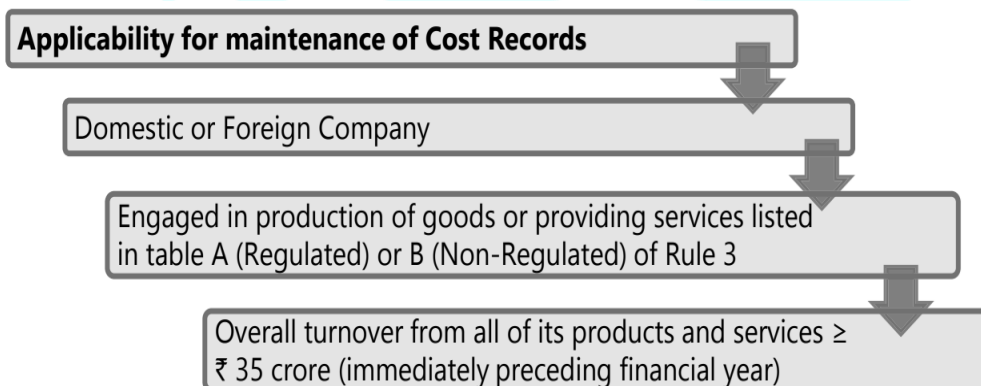 Applicability for maintenance of Cost Records
Domestic or Foreign Company
Engaged in production of goods or providing services listed
in table A (Regulated) or B (Non-Regulated) of Rule 3
Overall turnover from all of its products and services ≥
₹ 35 crore (immediately preceding financial year)